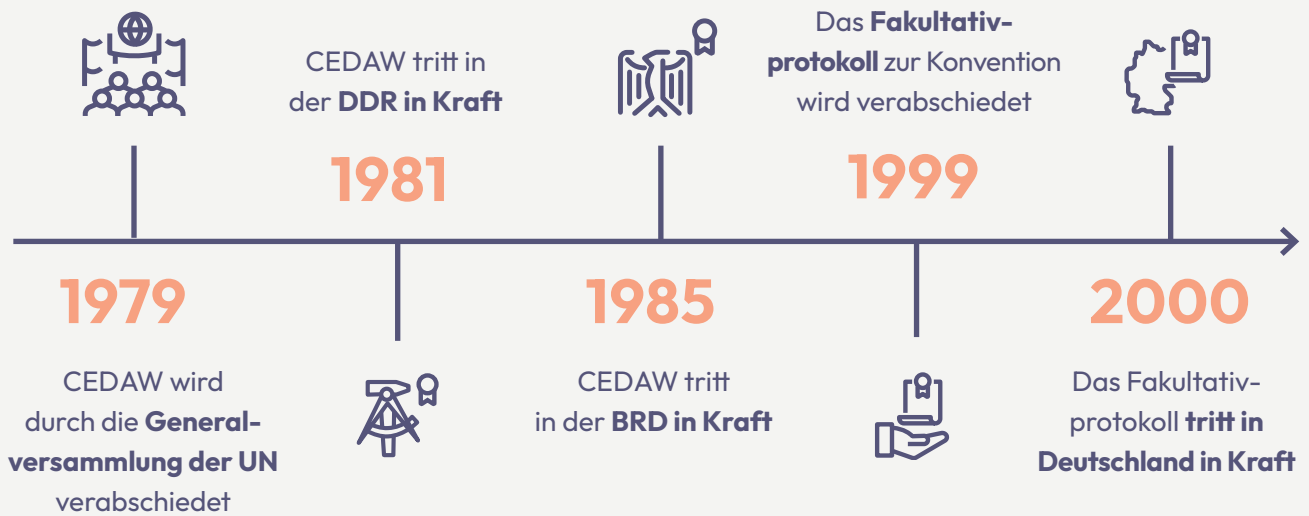 1979
CEDAW wird
durch die General-
versammlung der UN
verabschiedet
CEDAW tritt in
der DDR in Kraft
1981
1985
CEDAW tritt
in der BRD in Kraft
Das Fakultativ-
protokoll zur Konvention
wird verabschiedet
1999
2000
Das Fakultativ-
protokoll tritt in
Deutschland in Kraft